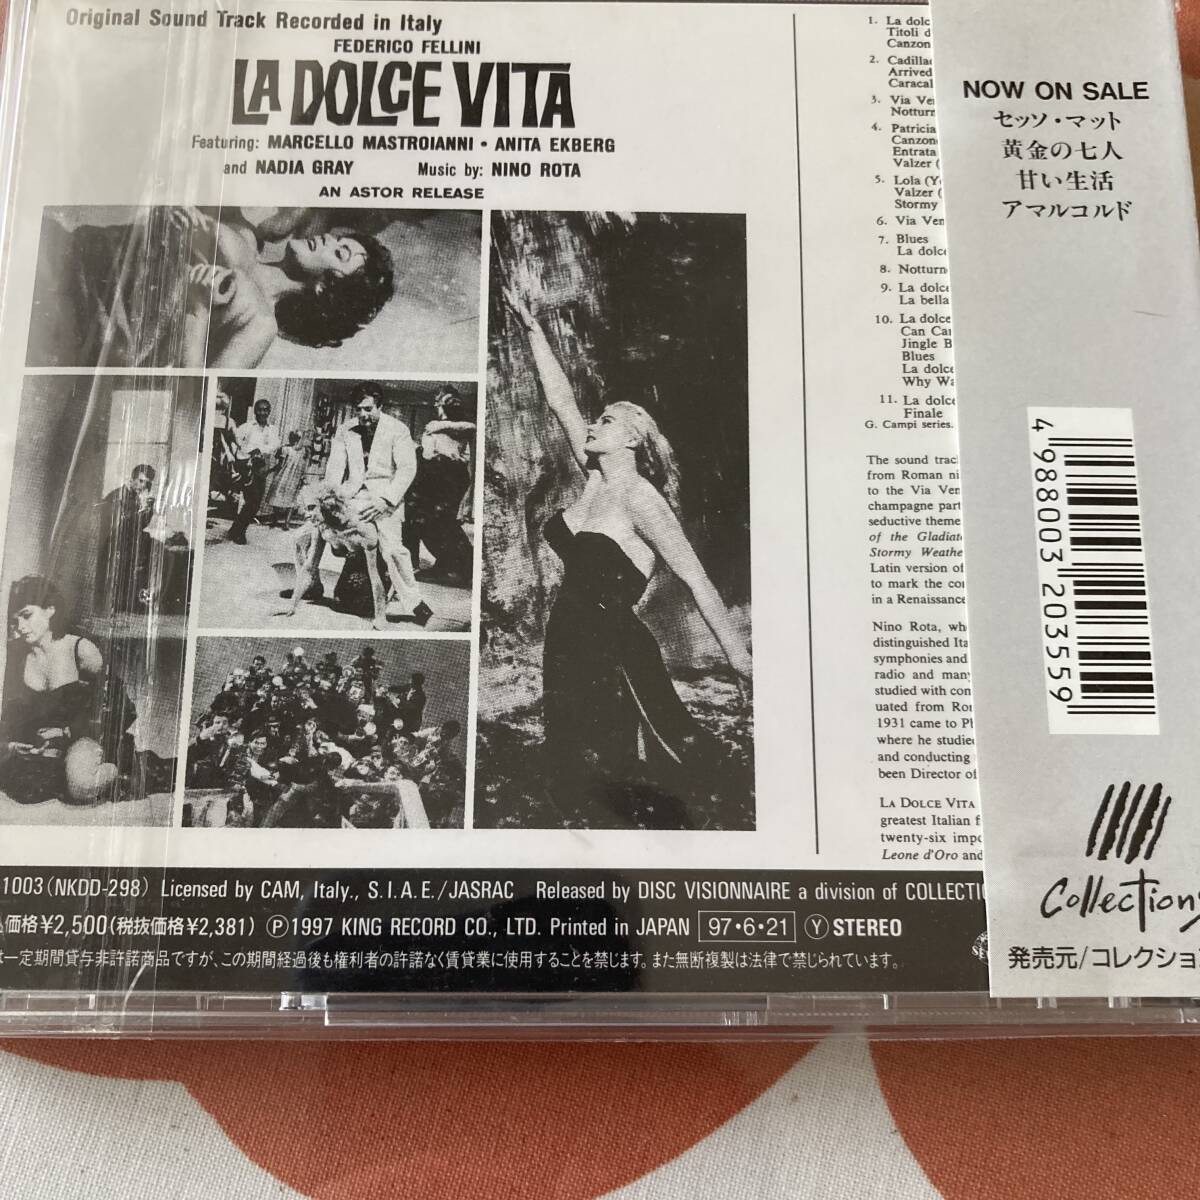 Original Sound Track Recorded in Italy
FEDERICO FELLINI
LA DOLCE VITA
Featuring: MARCELLO MASTROIANNI • ANITA EKBERG
and NADIA GRAY Music by: NINO ROTA
AN ASTOR RELEASE
1. La dolc
Titoli d
Canzon
2. Cadilla
Arrived
Caracal
3. Via Ve
Notturn
4. Patricia
Canzon
Entrata
Valzer (
5. Lola (Y
Valzer (
Stormy
6. Via Ven
7. Blues
La dolc
8. Notturn
9. La dolce
La bella
10. La dolce
Can Ca
Jingle B
Blues
La dolc
Why Wa
11. La dolce
Finale
G. Campi series.
The sound trac
from Roman ni
to the Via Ven
champagne part
seductive theme
of the Gladiat
Stormy Weathe
Latin version of
to mark the co
in a Renaissance
Nino Rota, wh
distinguished Ita
symphonies and
radio and many
studied with con
uated from Ro
1931 came to P
where he studie
and conducting
been Director of
LA DOLCE VITA
greatest Italian f
twenty-six imp
Leone d'Oro and
NOW ON SALE
セッソ・マット
黄金の七人
甘い生活
アマルコルド
4 988003 203559
Collections
発売元/コレクショ
1003(NKDD-298) Licensed by CAM, Italy., S.I.A.E./JASRAC Released by DISC VISIONNAIRE a division of COLLECTI
価格¥2,500(税抜価格¥2,381) Ⓟ1997 KING RECORD CO., LTD. Printed in JAPAN 97・6・21 Ⓨ STEREO
一定期間貸与非許諾商品ですが、この期間経過後も権利者の許諾なく賃貸業に使用することを禁じます。また無断複製は法律で禁じられています。